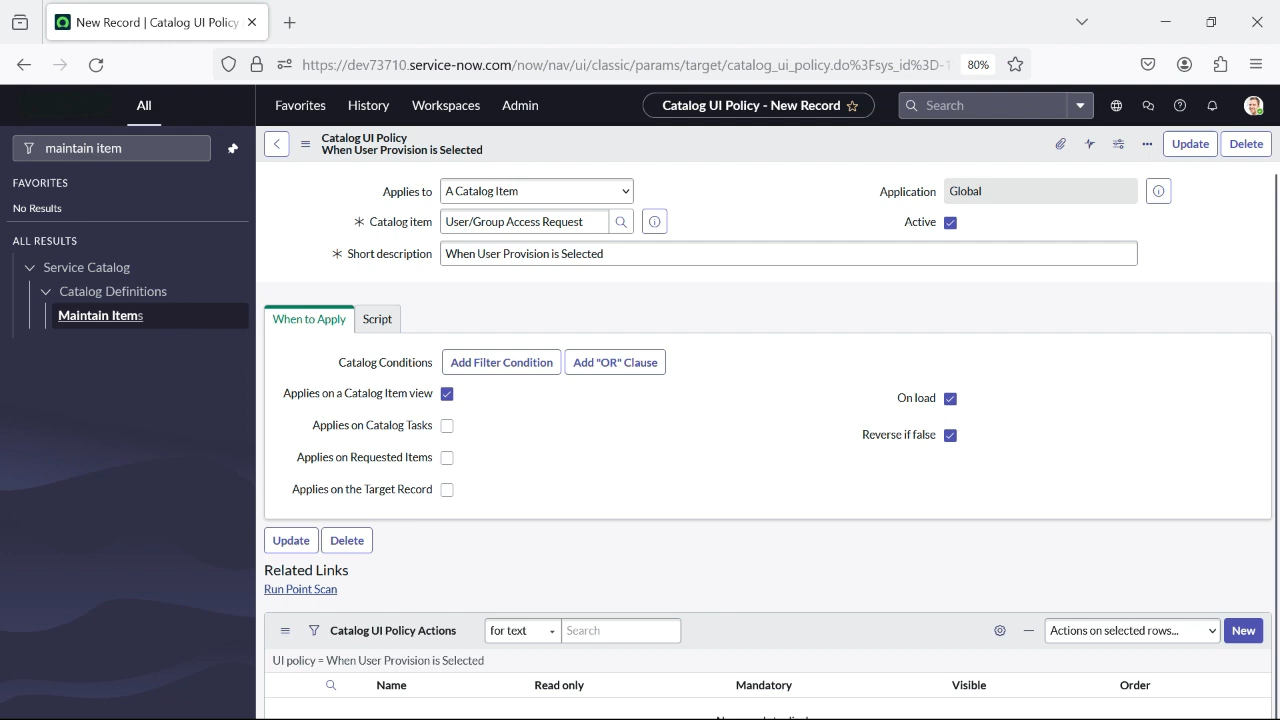 New Record | Catalog UI Policy
https://dev73710.service-now.com/now/nav/ui/classic/params/target/catalog_ui_policy.do%3Fsys_id%3D-1
80%
All
Favorites
History
Workspaces
Admin
Catalog UI Policy - New Record
Search
maintain item
FAVORITES
No Results
ALL RESULTS
Service Catalog
Catalog Definitions
Maintain Items
Catalog UI Policy
When User Provision is Selected
Update
Delete
Applies to
A Catalog Item
Application
Global
Catalog item
User/Group Access Request
Active
Short description
When User Provision is Selected
When to Apply
Script
Catalog Conditions
Add Filter Condition
Add "OR" Clause
Applies on a Catalog Item view
On load
Applies on Catalog Tasks
Reverse if false
Applies on Requested Items
Applies on the Target Record
Update
Delete
Related Links
Run Point Scan
Catalog UI Policy Actions
for text
Search
Actions on selected rows...
New
UI policy = When User Provision is Selected
Name
Read only
Mandatory
Visible
Order